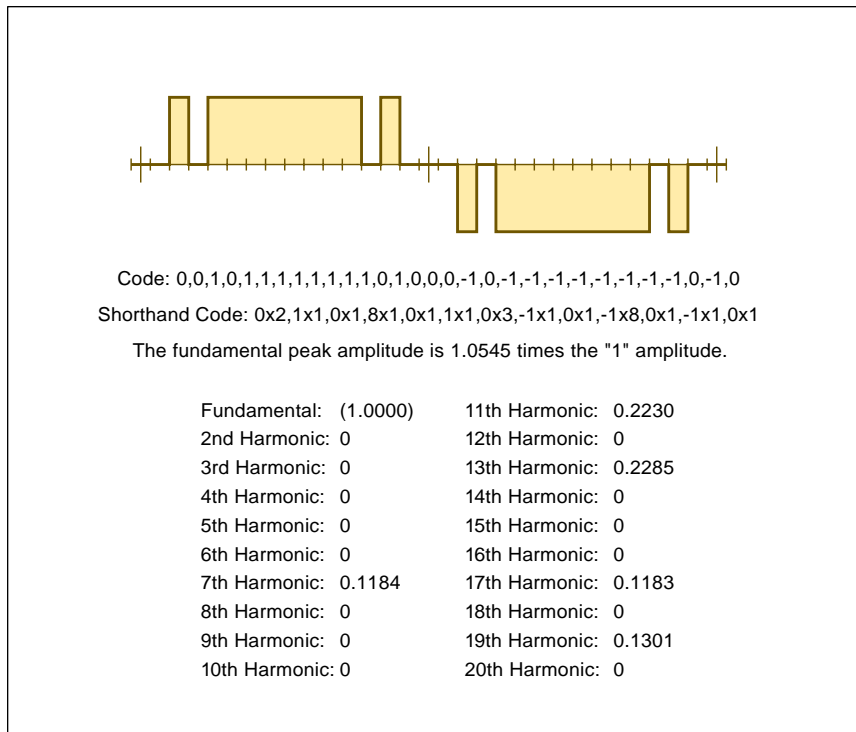 Code: 0,0,1,0,1,1,1,1,1,1,1,1,0,1,0,0,0,-1,0,-1,-1,-1,-1,-1,-1,-1,-1,0,-1,0
Shorthand Code: 0x2,1x1,0x1,8x1,0x1,1x1,0x3,-1x1,0x1,-1x8,0x1,-1x1,0x1
The fundamental peak amplitude is 1.0545 times the "1" amplitude.
Fundamental: (1.0000)
2nd Harmonic: 0
3rd Harmonic: 0
4th Harmonic: 0
5th Harmonic: 0
6th Harmonic: 0
7th Harmonic: 0.1184
8th Harmonic: 0
9th Harmonic: 0
10th Harmonic: 0
11th Harmonic: 0.2230
12th Harmonic: 0
13th Harmonic: 0.2285
14th Harmonic: 0
15th Harmonic: 0
16th Harmonic: 0
17th Harmonic: 0.1183
18th Harmonic: 0
19th Harmonic: 0.1301
20th Harmonic: 0